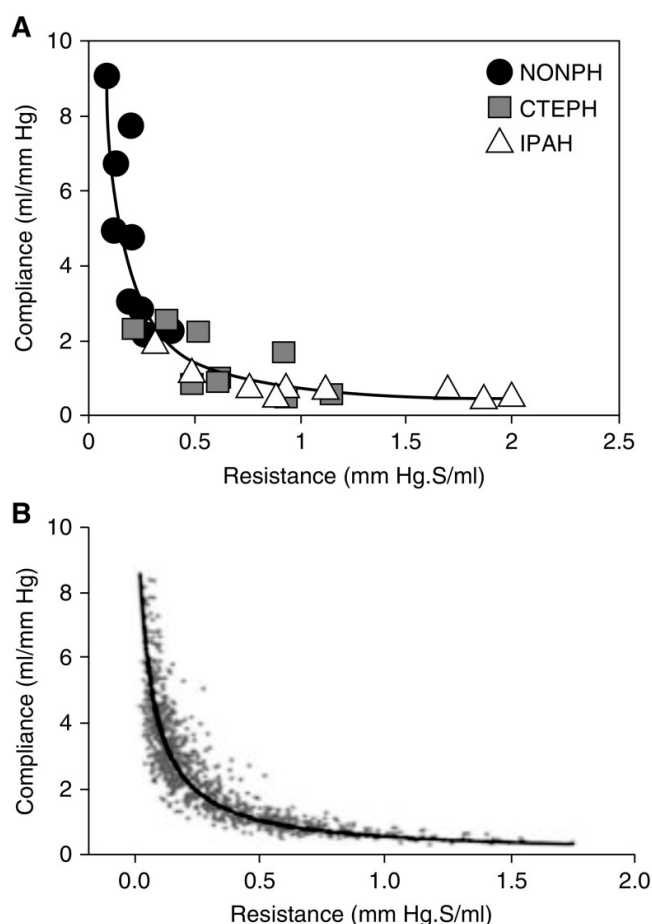 A
10
8
6
4
2
0
Compliance (ml/mm Hg)
NONPH
CTEPH
IPAH
0 0.5 1 1.5 2 2.5
Resistance (mm Hg.S/ml)
B
10
8
6
4
2
0
Compliance (ml/mm Hg)
0.0 0.5 1.0 1.5 2.0
Resistance (mm Hg.S/ml)